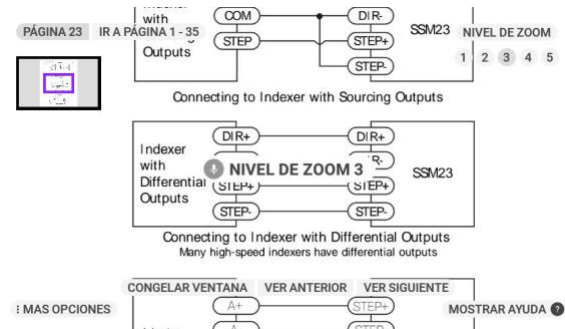 Indexer
with
Outputs
COM
STEP
DIR-
STEP+
STEP-
SSM23
PÁGINA 23
IR A PÁGINA 1 - 35
NIVEL DE ZOOM
1 2 3 4 5
Connecting to Indexer with Sourcing Outputs
Indexer
with
Differential
Outputs
DIR+
STEP+
STEP-
DIR+
R-
STEP+
STEP-
SSM23
NIVEL DE ZOOM 3
Connecting to Indexer with Differential Outputs
Many high-speed indexers have differential outputs
CONGELAR VENTANA
VER ANTERIOR
VER SIGUIENTE
MAS OPCIONES
A+
STEP+
MOSTRAR AYUDA ?